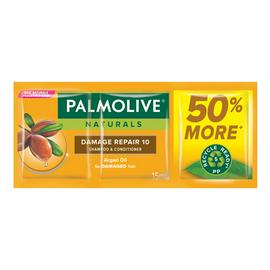 PALMOLIVE
NATURALS
DAMAGE REPAIR 10
SHAMPOO & CONDITIONER
Argan Oil
for DAMAGED hair
15ml
50%
MORE+
RECYCLE READY
PP